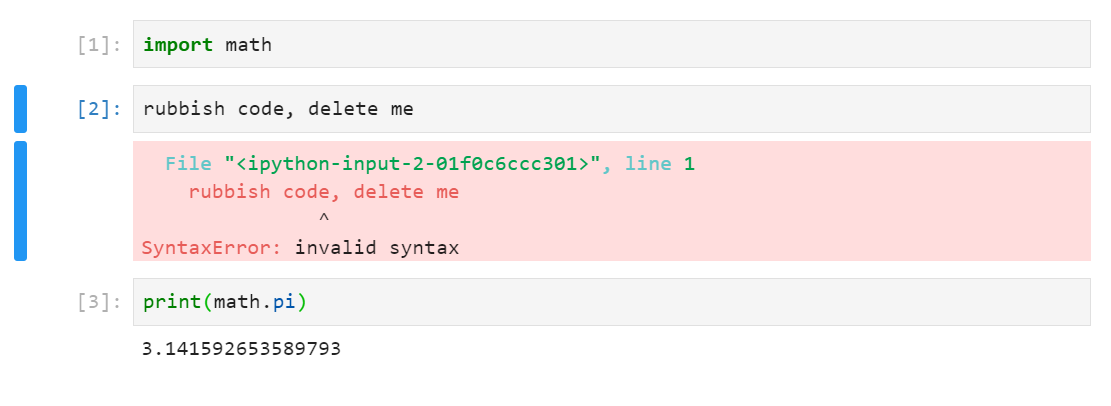 [1]: import math
[2]: rubbish code, delete me
File "<ipython-input-2-01f0c6ccc301>", line 1
rubbish code, delete me
^
SyntaxError: invalid syntax
[3]: print(math.pi)
3.141592653589793